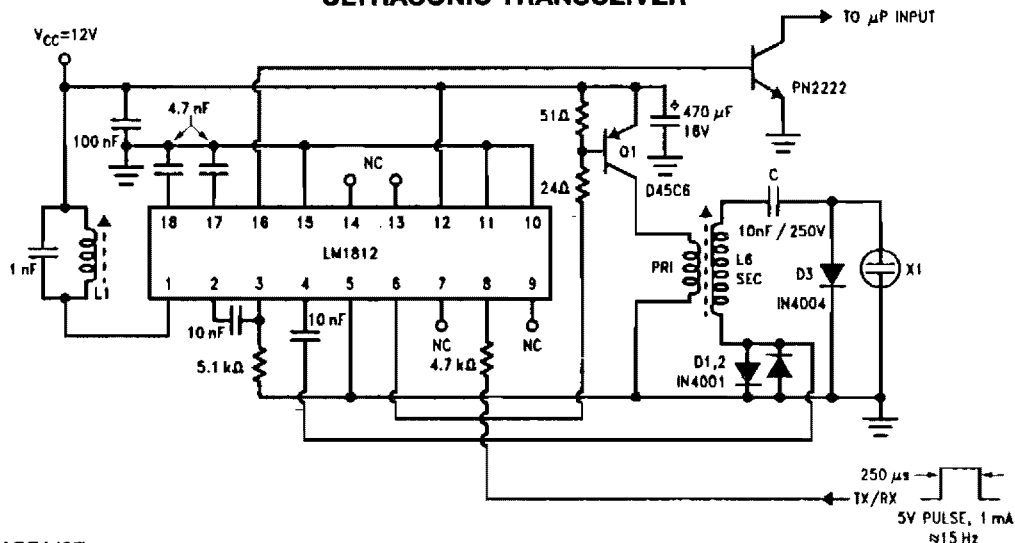 ULTRASONIC TRANSCEIVER
TO μP INPUT
VCC=12V
PN2222
4.7 nF
51Ω
470 μF
16V
100 nF
NC
Q1
24Ω
D45C6
C
18 17 16 15 14 13 12 11 10
10nF / 250V
LM1812
1 nF
L1
PRI
L6
SEC
D3
X1
IN4004
1 2 3 4 5 6 7 8 9
10 nF
10 nF
NC
NC
5.1 kΩ
4.7 kΩ
D1,2
IN4001
250 μs
TX/RX
5V PULSE, 1 mA
≈15 Hz